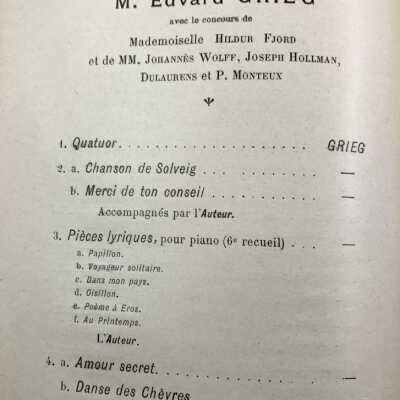 M. Edvard GRIEG
avec le concours de
Mademoiselle HILDUR FJORD
et de MM. JOHANNÈS WOLFF, JOSEPH HOLLMAN,
DULAURENS et P. MONTEUX
1. Quatuor. . . . . . . . . . . . . . . . . . . GRIEG
2. a. Chanson de Solveig . . . . . . . . . . . . —
b. Merci de ton conseil . . . . . . . . . . . —
Accompagnés par l'Auteur.
3. Pièces lyriques, pour piano (6e recueil) . . . —
a. Papillon.
b. Voyageur solitaire.
c. Dans mon pays.
d. Oisillon.
e. Poème à Eros.
f. Au Printemps.
L'Auteur.
4. a. Amour secret. . . . . . . . . . . . . . —
b. Danse des Chèvres